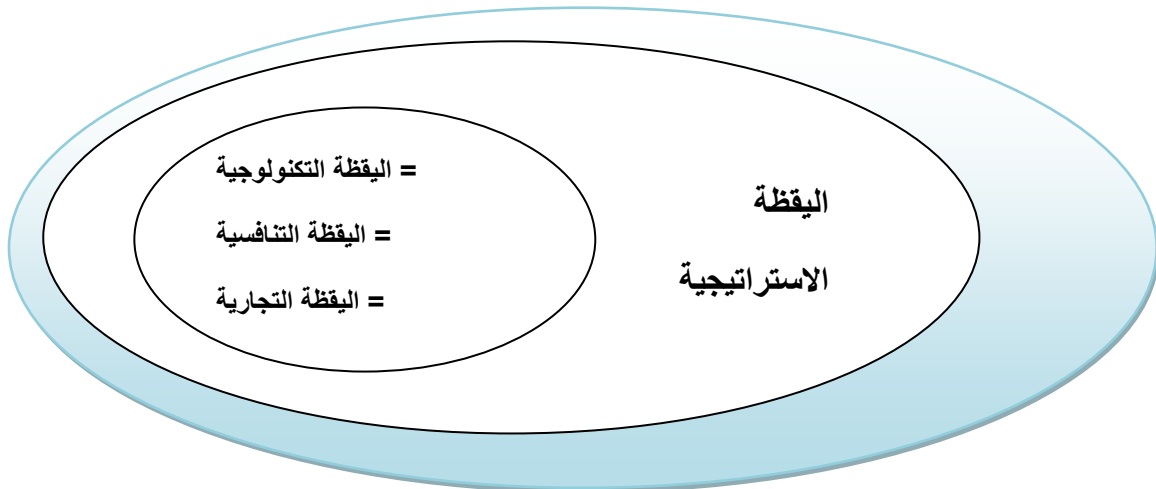 = اليقظة التكنولوجية
= اليقظة التنافسية
= اليقظة التجارية
اليقظة
الاستراتيجية